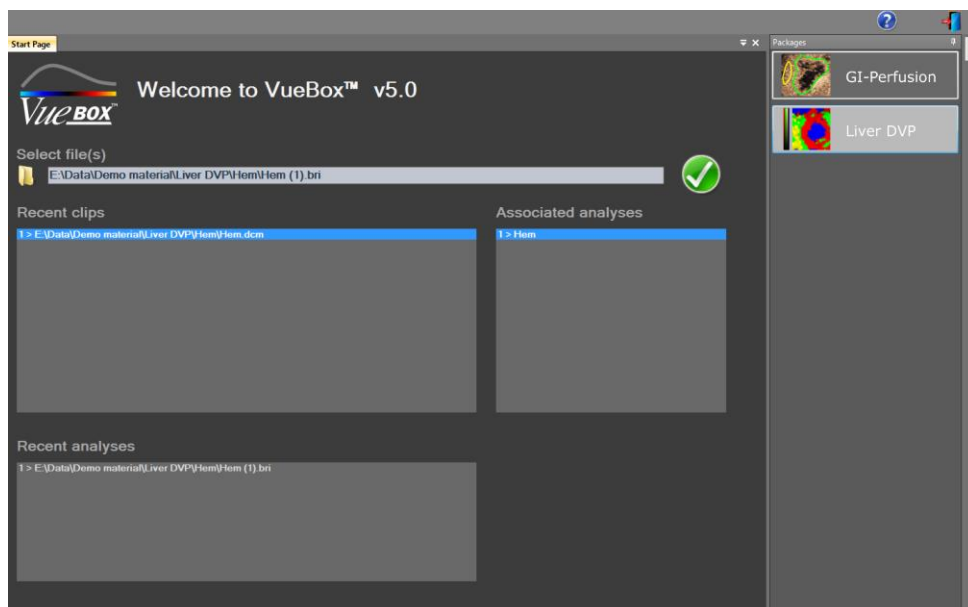 ?
Start Page
Packages
VueBox™
Welcome to VueBox™ v5.0
GI-Perfusion
Liver DVP
Select file(s)
E:\Data\Demo material\Liver DVP\Hem\Hem (1).bri
Recent clips
Associated analyses
1 > E:\Data\Demo material\Liver DVP\Hem\Hem.dcm
1 > Hem
Recent analyses
1 > E:\Data\Demo material\Liver DVP\Hem\Hem (1).bri